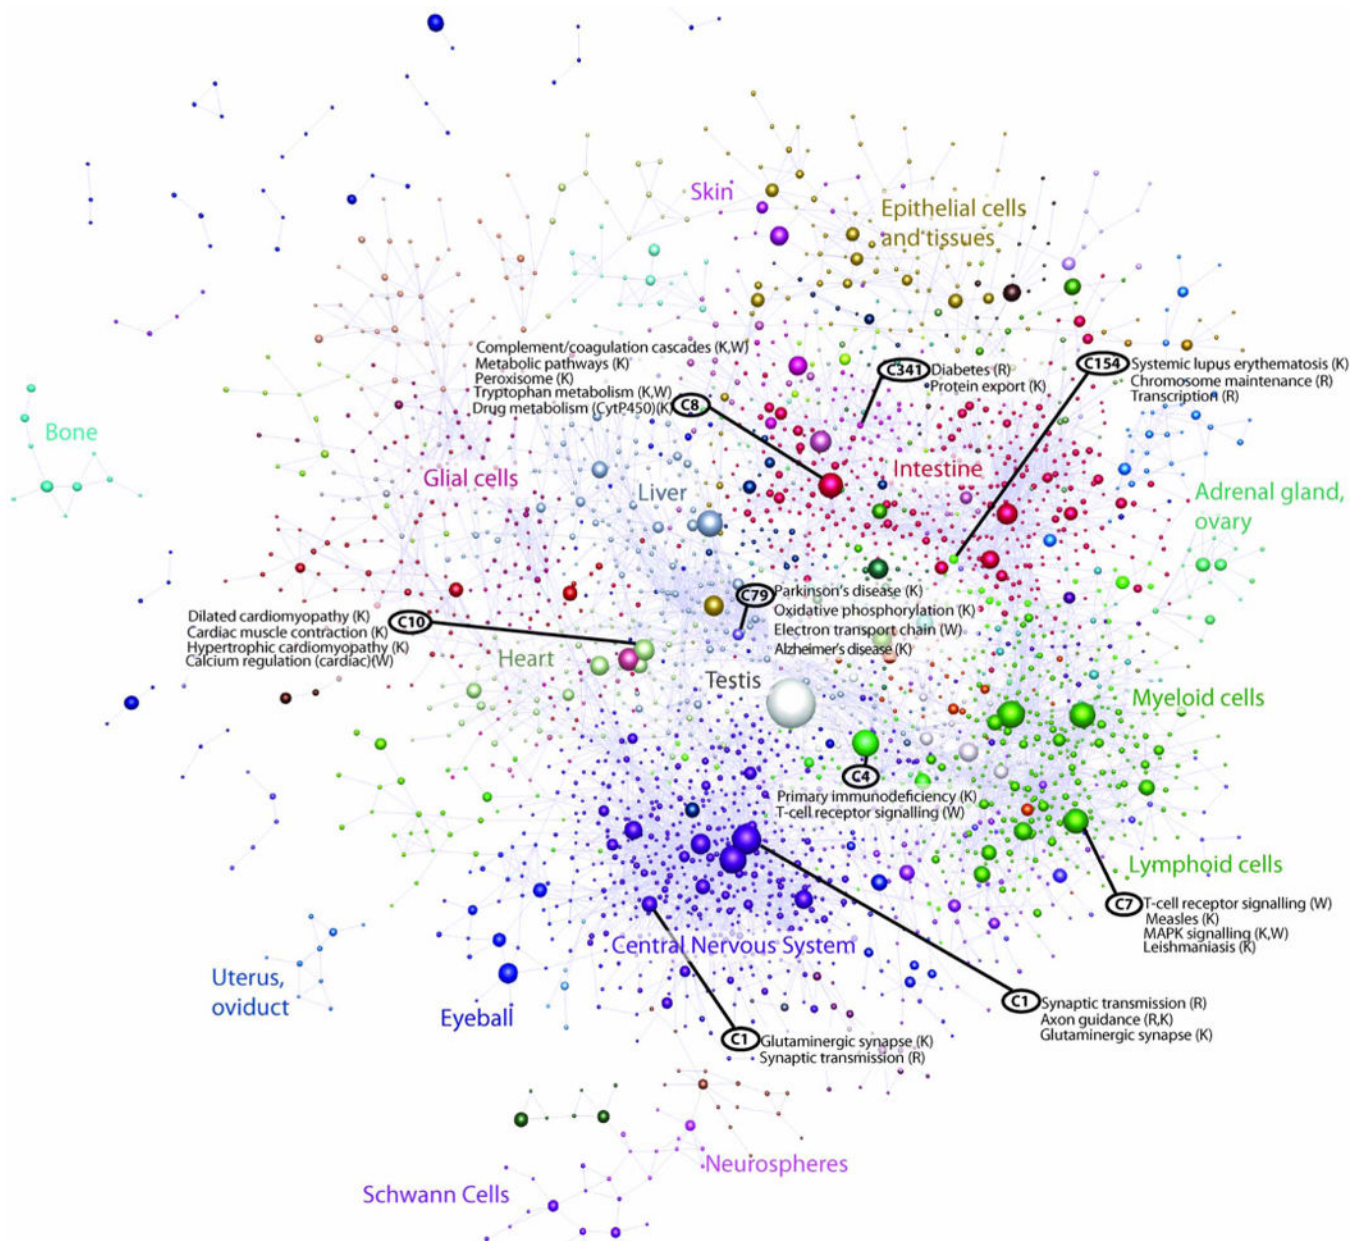 Skin
Epithelial cells
and tissues
Complement/coagulation cascades (K,W)
Metabolic pathways (K)
Peroxisome (K)
Tryptophan metabolism (K,W)
Drug metabolism (CytP450)(K)
C8
C341
Diabetes (R)
Protein export (K)
C154
Systemic lupus erythematosis (K)
Chromosome maintenance (R)
Transcription (R)
Bone
Glial cells
Liver
Intestine
Adrenal gland,
ovary
C79
Parkinson's disease (K)
Oxidative phosphorylation (K)
Electron transport chain (W)
Alzheimer's disease (K)
Dilated cardiomyopathy (K)
Cardiac muscle contraction (K)
Hypertrophic cardiomyopathy (K)
Calcium regulation (cardiac)(W)
C10
Heart
Testis
Myeloid cells
C4
Primary immunodeficiency (K)
T-cell receptor signalling (W)
Lymphoid cells
C7
T-cell receptor signalling (W)
Measles (K)
MAPK signalling (K,W)
Leishmaniasis (K)
Central Nervous System
Uterus,
oviduct
Eyeball
C1
Synaptic transmission (R)
Axon guidance (R,K)
Glutaminergic synapse (K)
C1
Glutaminergic synapse (K)
Synaptic transmission (R)
Neurospheres
Schwann Cells